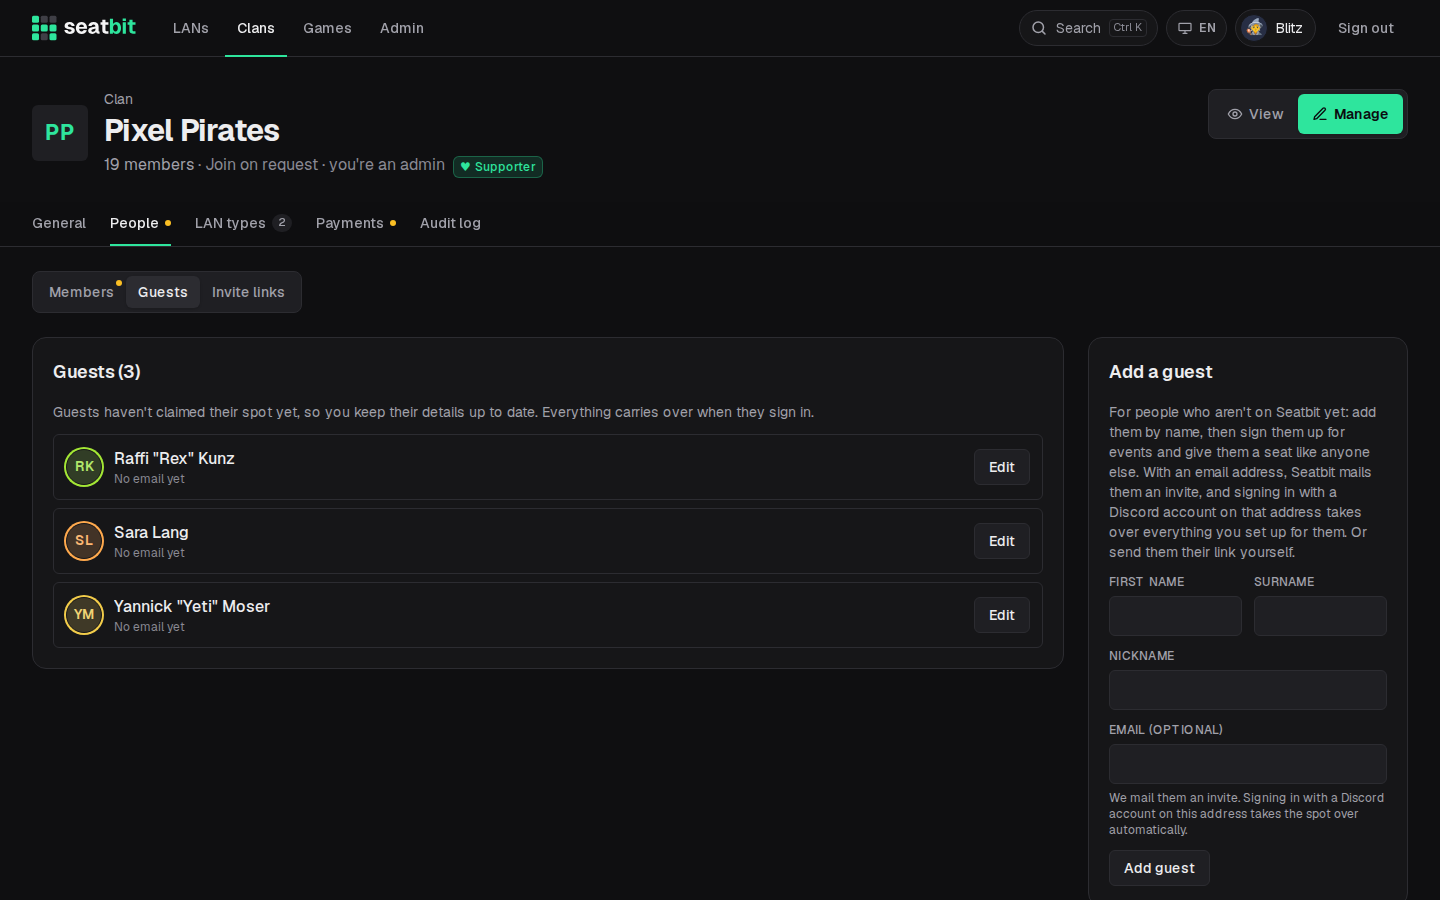 seatbit LANs Clans Games Admin Search Ctrl K EN Blitz Sign out
Clan
PP Pixel Pirates
19 members · Join on request · you're an admin ♥ Supporter
View Manage
General People LAN types 2 Payments Audit log
Members Guests Invite links
Guests (3)
Guests haven't claimed their spot yet, so you keep their details up to date. Everything carries over when they sign in.
RK Raffi "Rex" Kunz
No email yet
Edit
SL Sara Lang
No email yet
Edit
YM Yannick "Yeti" Moser
No email yet
Edit
Add a guest
For people who aren't on Seatbit yet: add
them by name, then sign them up for
events and give them a seat like anyone
else. With an email address, Seatbit mails
them an invite, and signing in with a
Discord account on that address takes
over everything you set up for them. Or
send them their link yourself.
FIRST NAME SURNAME
NICKNAME
EMAIL (OPTIONAL)
We mail them an invite. Signing in with a Discord
account on this address takes the spot over
automatically.
Add guest